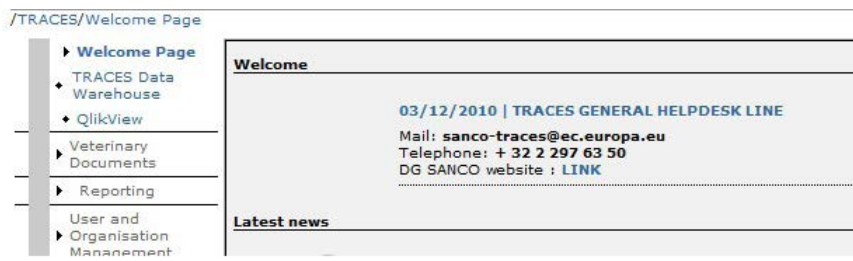 /TRACES/Welcome Page
Welcome Page
TRACES Data
Warehouse
QlikView
Veterinary
Documents
Reporting
User and
Organisation
Management
Welcome
03/12/2010 | TRACES GENERAL HELPDESK LINE
Mail: sanco-traces@ec.europa.eu
Telephone: + 32 2 297 63 50
DG SANCO website : LINK
Latest news